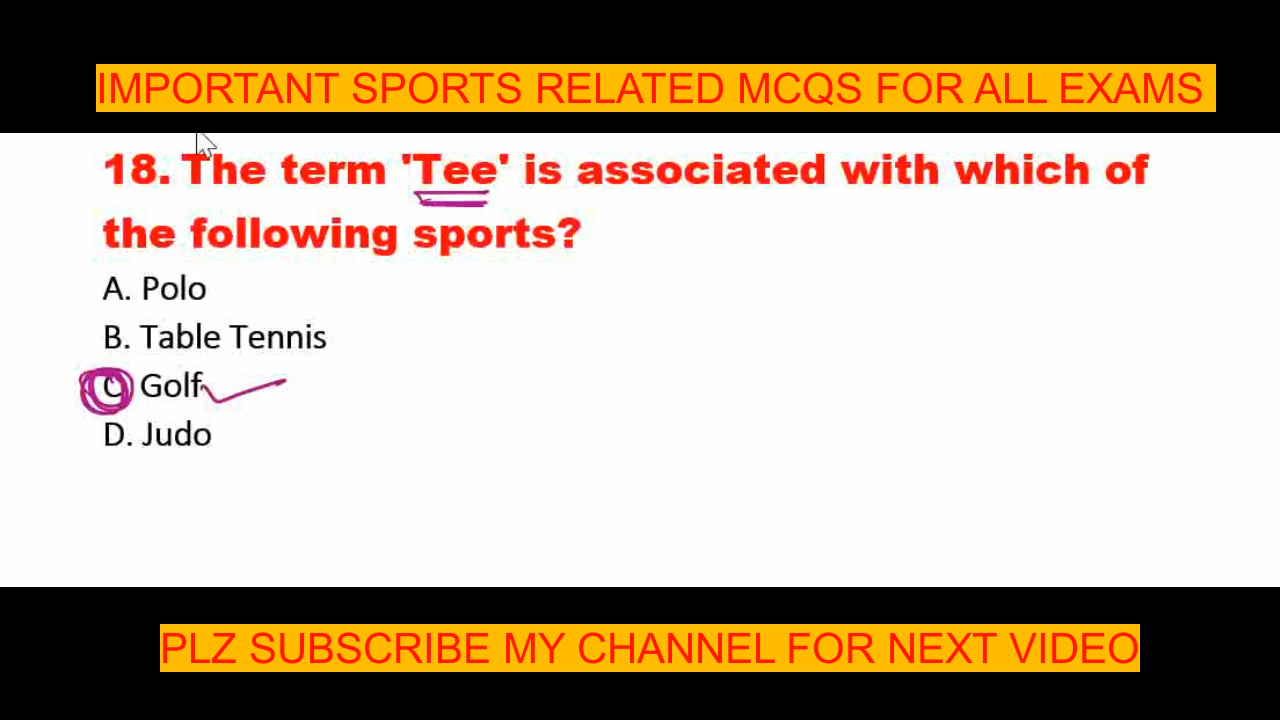 IMPORTANT SPORTS RELATED MCQS FOR ALL EXAMS
18. The term 'Tee' is associated with which of
the following sports?
A. Polo
B. Table Tennis
C. Golf
D. Judo
PLZ SUBSCRIBE MY CHANNEL FOR NEXT VIDEO